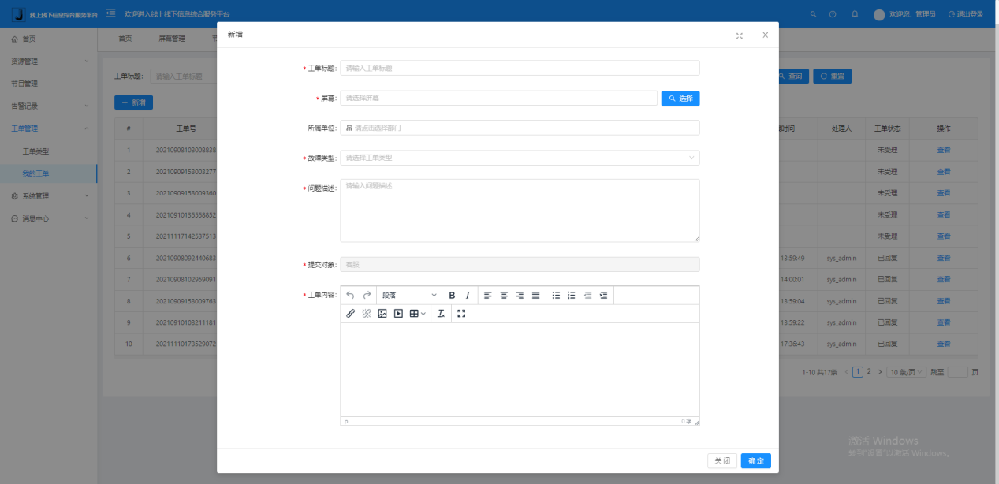 线上线下信息综合服务平台
欢迎进入线上线下信息综合服务平台
欢迎您，管理员
退出登录
首页
资源管理
节目管理
告警记录
工单管理
工单类型
我的工单
系统管理
消息中心
首页 屏幕管理
工单标题: 请输入工单标题
查询 重置
+ 新增
# 工单号 时间 处理人 工单状态 操作
1 20210908103008838 未受理 查看
2 20210909153003277 未受理 查看
3 20210909153009360 未受理 查看
4 20210910135558852 未受理 查看
5 20211117142537513 未受理 查看
6 20210908092440683 13:59:49 sys_admin 已回复 查看
7 20210908102959091 14:00:01 sys_admin 已回复 查看
8 20210909153009763 13:59:04 sys_admin 已回复 查看
9 20210910103211181 13:59:22 sys_admin 已回复 查看
10 20211110173529072 17:36:43 sys_admin 已回复 查看
1-10 共17条 1 2 10 条/页 跳至 页
新增
* 工单标题: 请输入工单标题
* 屏幕: 请选择屏幕 选择
所属单位: 请点击选择部门
* 故障类型: 请选择工单类型
* 问题描述: 请输入问题描述
* 提交对象: 客服
* 工单内容:
段落 B I
p 0 字
关闭 确定
激活 Windows
转到"设置"以激活 Windows。